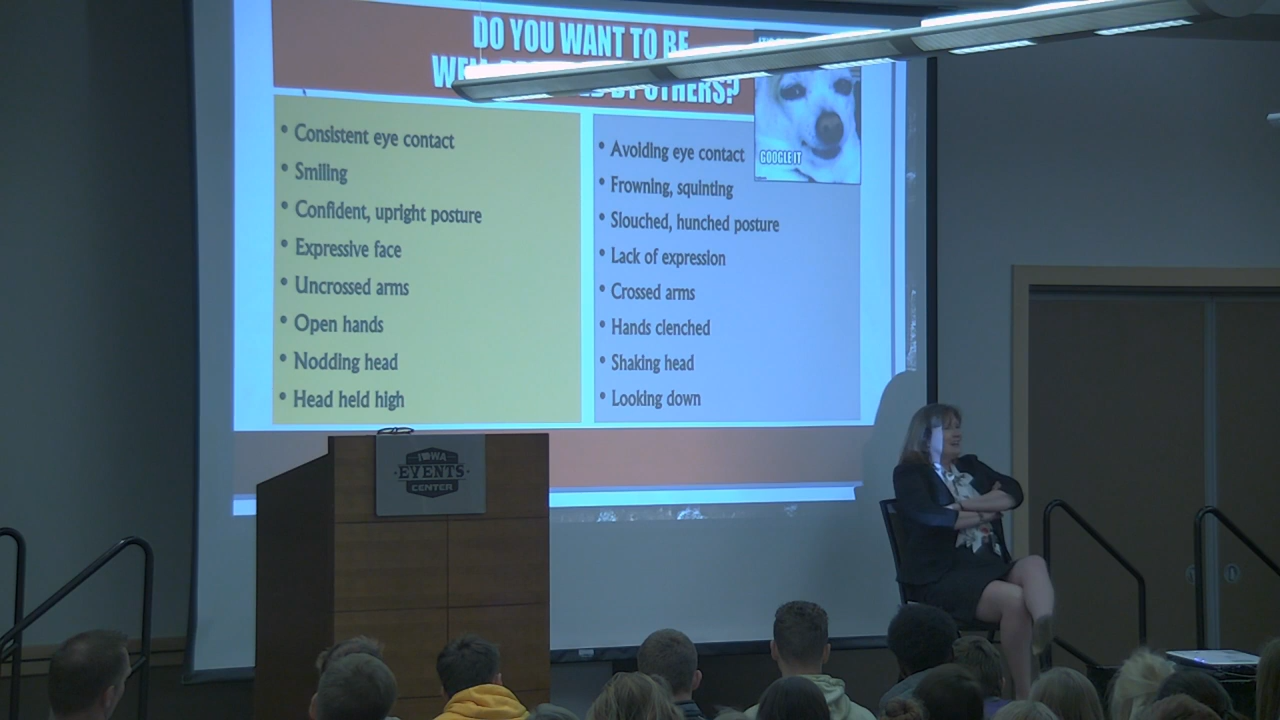 DO YOU WANT TO BE
BY OTHERS?
GOOGLE IT
• Consistent eye contact
• Smiling
• Confident, upright posture
• Expressive face
• Uncrossed arms
• Open hands
• Nodding head
• Head held high
• Avoiding eye contact
• Frowning, squinting
• Slouched, hunched posture
• Lack of expression
• Crossed arms
• Hands clenched
• Shaking head
• Looking down
IOWA
EVENTS
CENTER